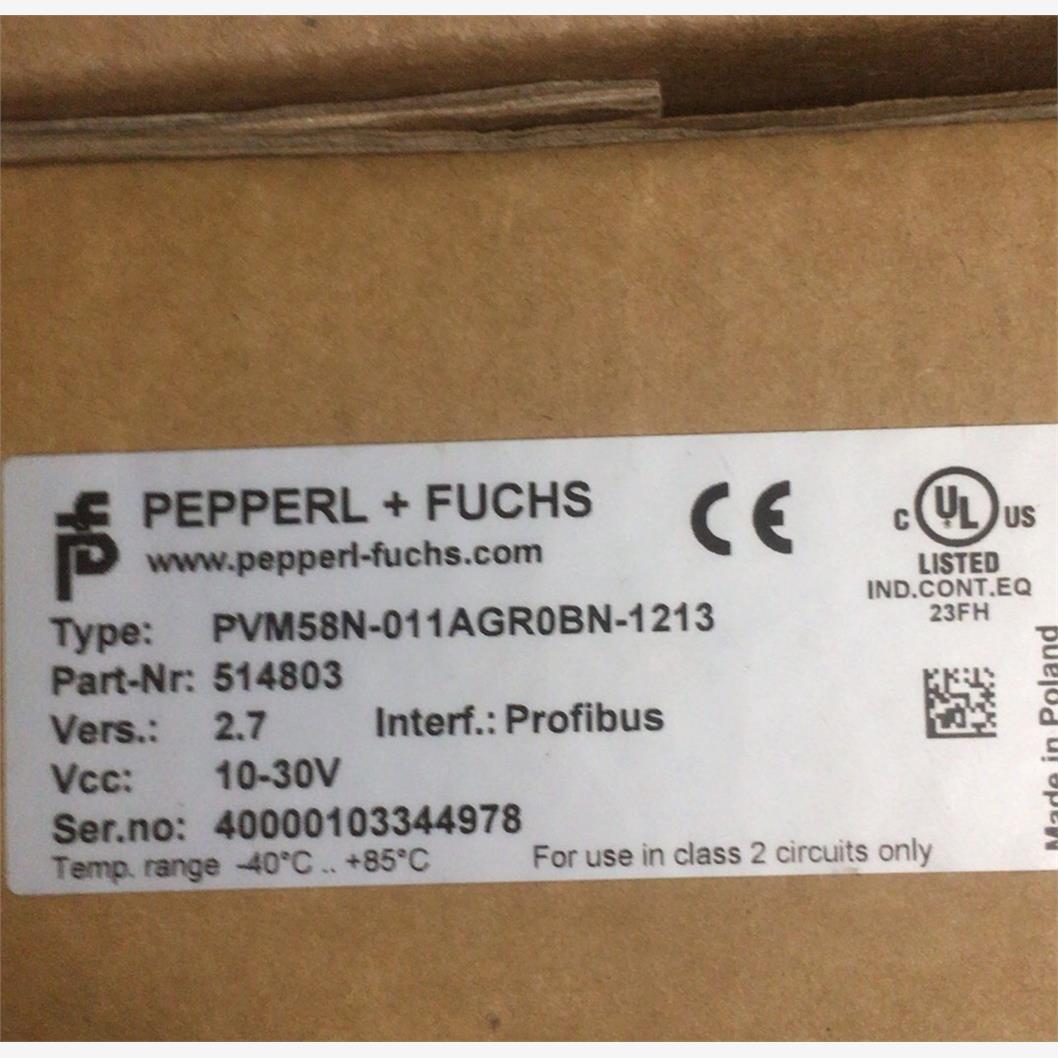 PEPPERL + FUCHS
www.pepperl-fuchs.com
CE
C UL US
LISTED
IND.CONT.EQ
23FH
Type: PVM58N-011AGR0BN-1213
Part-Nr: 514803
Vers.: 2.7 Interf.: Profibus
Vcc: 10-30V
Ser.no: 40000103344978
Temp. range -40°C .. +85°C For use in class 2 circuits only
Made in Poland